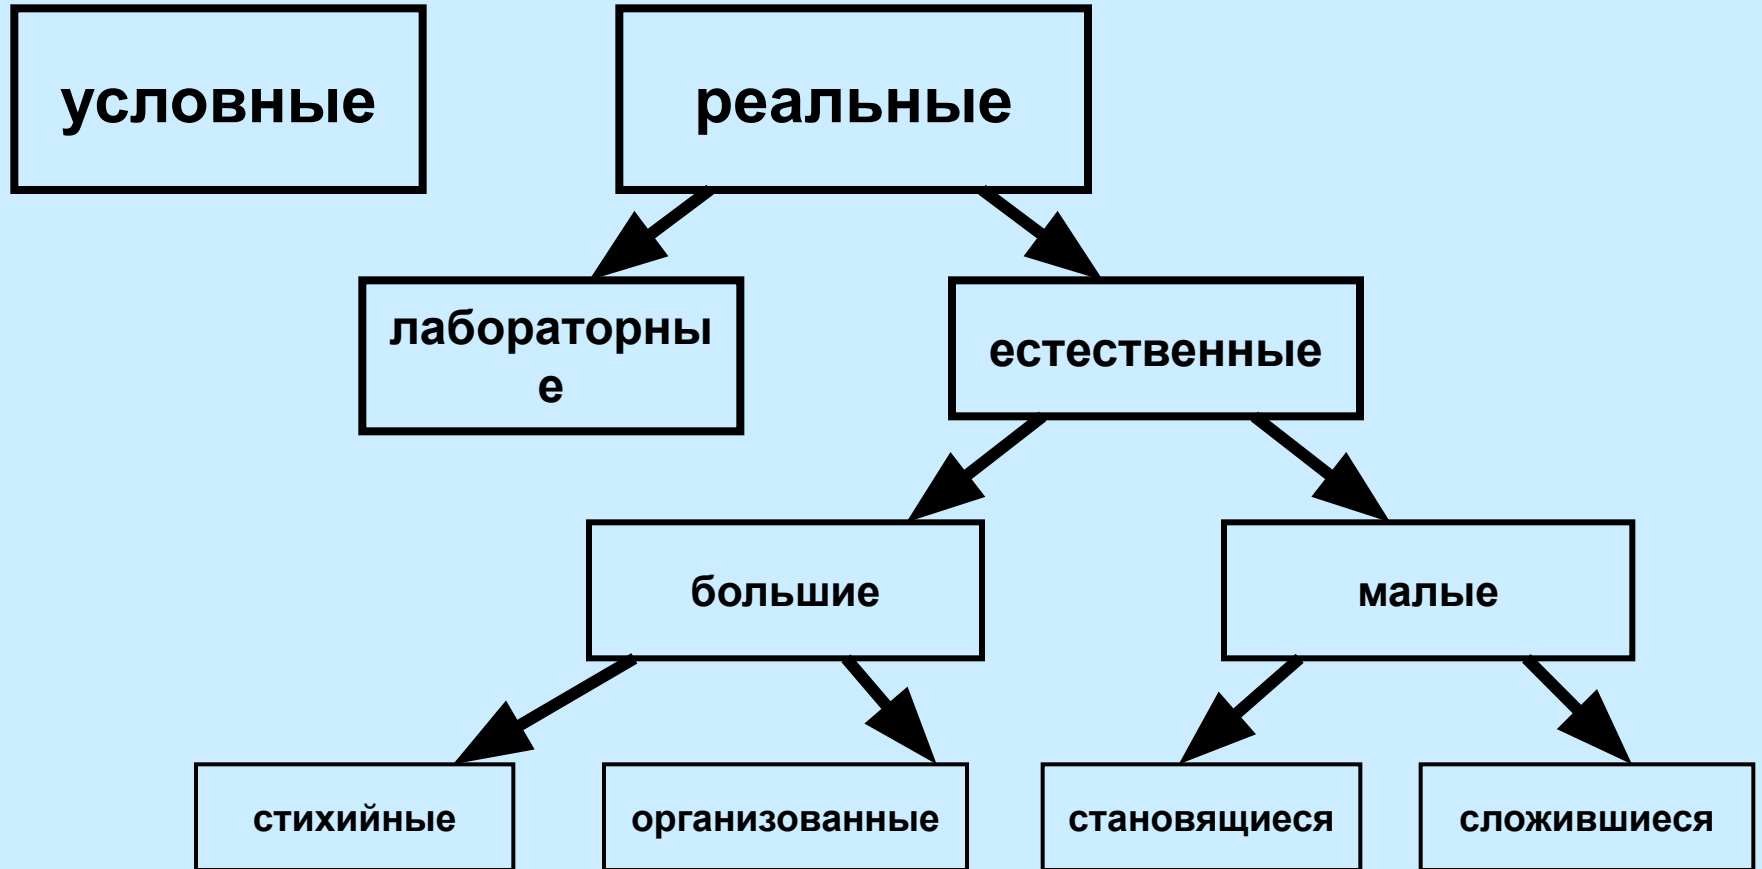 условные
реальные
лабораторны
е
естественные
большие
малые
стихийные
организованные
становящиеся
сложившиеся